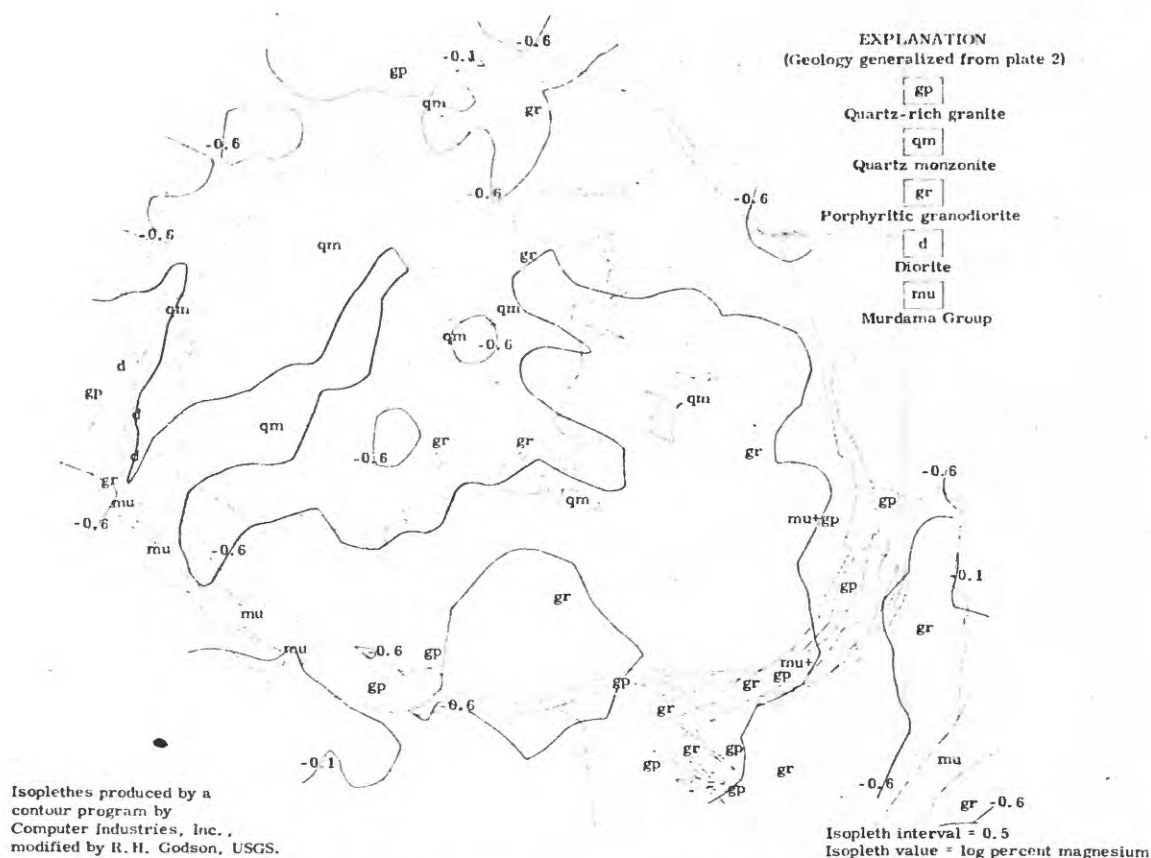 EXPLANATION
(Geology generalized from plate 2)
gp
Quartz-rich granite
qm
Quartz monzonite
gr
Porphyritic granodiorite
d
Diorite
mu
Murdama Group
-0.6
-0.1
gp
qm
gr
-0.6
-0.6
-0.6
-0.6
qm
gr
qm
qm
qm
-0.6
d
gp
d
qm
qm
gr
gr
gr
-0.6
d
gr
mu
-0.6
qm
-0.6
gp
mu+gp
mu
-0.6
-0.1
gp
mu
gr
gr
mu
-0.6
gp
mu+
gp
gp
gp
gr
-0.6
gr
gr
gp
gp
mu
-0.1
gr
-0.6
gp
gr
-0.6
Isoplethes produced by a
contour program by
Computer Industries, Inc.,
modified by R.H. Godson, USGS.
Isopleth interval = 0.5
Isopleth value = log percent magnesium